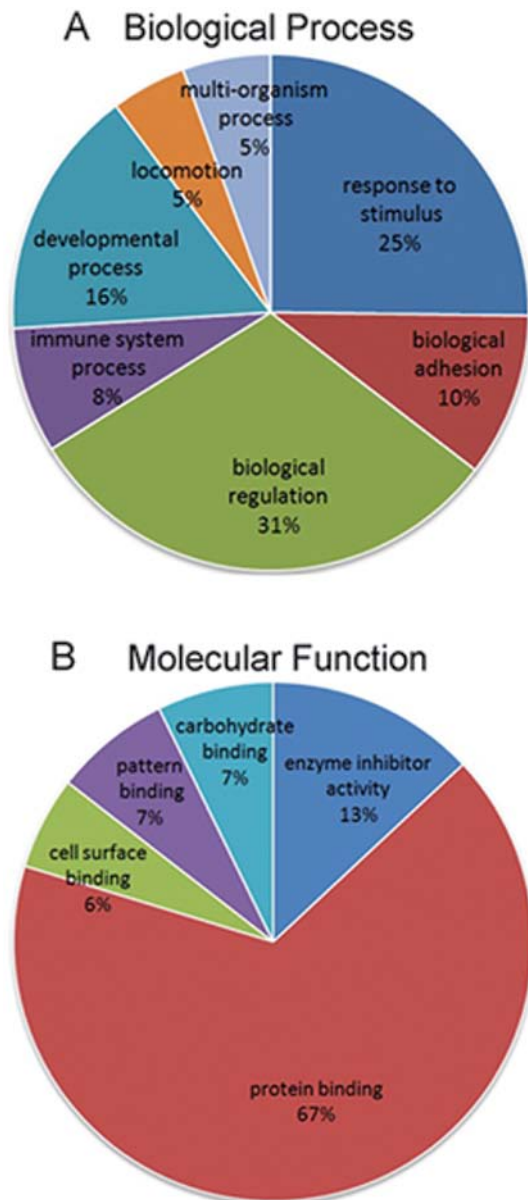 A Biological Process
multi-organism
process
5%
response to
stimulus
25%
locomotion
5%
developmental
process
16%
immune system
process
8%
biological
adhesion
10%
biological
regulation
31%
B Molecular Function
carbohydrate
binding
7%
enzyme inhibitor
activity
13%
pattern
binding
7%
cell surface
binding
6%
protein binding
67%